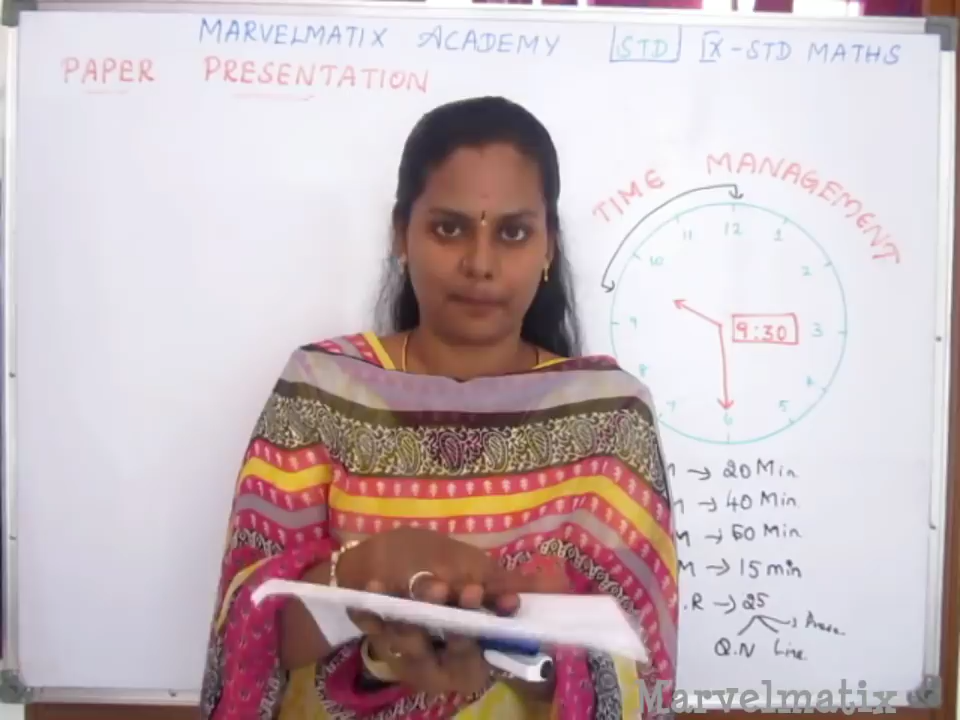 MARVELMATIX ACADEMY STD IX-STD MATHS
PAPER PRESENTATION
TIME MANAGEMENT
12
11 1
10 2
9 9:30 3
8 4
7 5
6
M → 20 Min
M → 40 Min
M → 60 Min
M → 15 min
.R → 25
Q.N Line
Marvelmatix